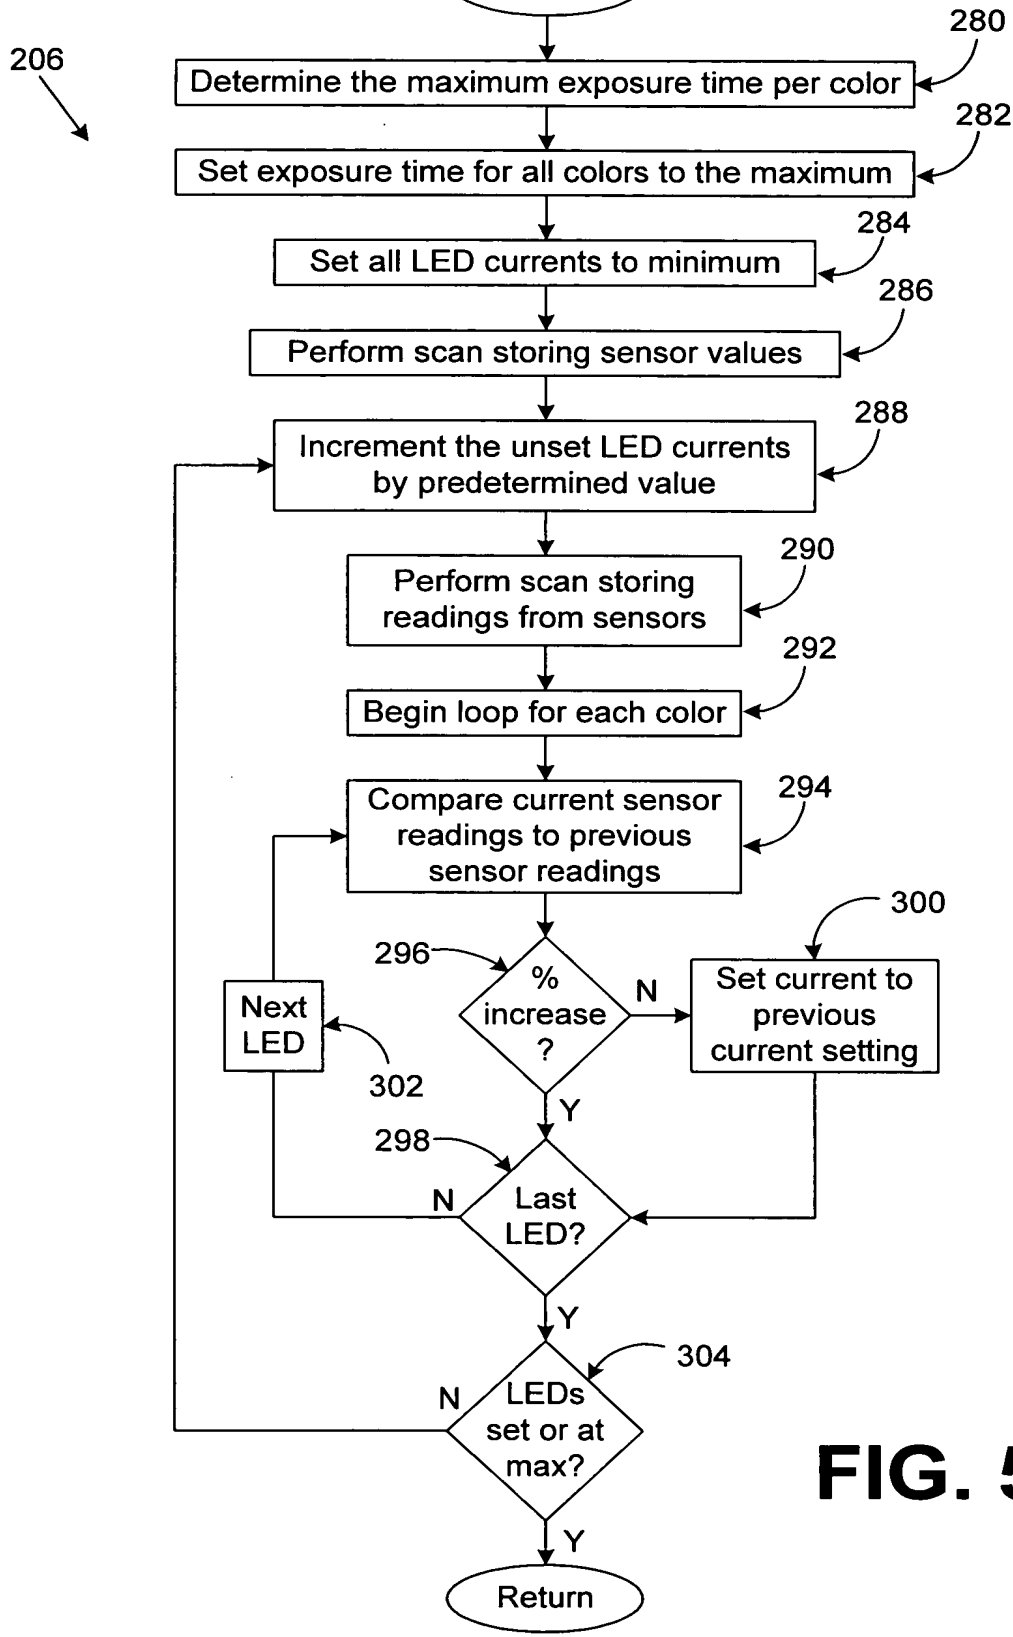 280
206
Determine the maximum exposure time per color
282
Set exposure time for all colors to the maximum
284
Set all LED currents to minimum
286
Perform scan storing sensor values
288
Increment the unset LED currents
by predetermined value
290
Perform scan storing
readings from sensors
292
Begin loop for each color
294
Compare current sensor
readings to previous
sensor readings
300
296
%
increase
?
N
Set current to
previous
current setting
Next
LED
302
Y
298
N
Last
LED?
Y
304
N
LEDs
set or at
max?
FIG. 5
Y
Return